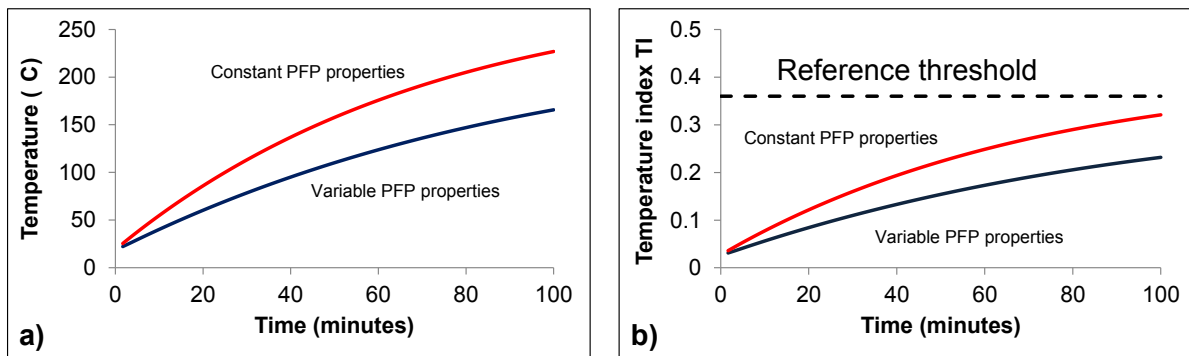 250
200
150
100
50
0
Temperature ( C)
Constant PFP properties
Variable PFP properties
0 20 40 60 80 100
Time (minutes)
a)
0.5
0.4
0.3
0.2
0.1
0
Temperature index TI
Reference threshold
Constant PFP properties
Variable PFP properties
0 20 40 60 80 100
Time (minutes)
b)